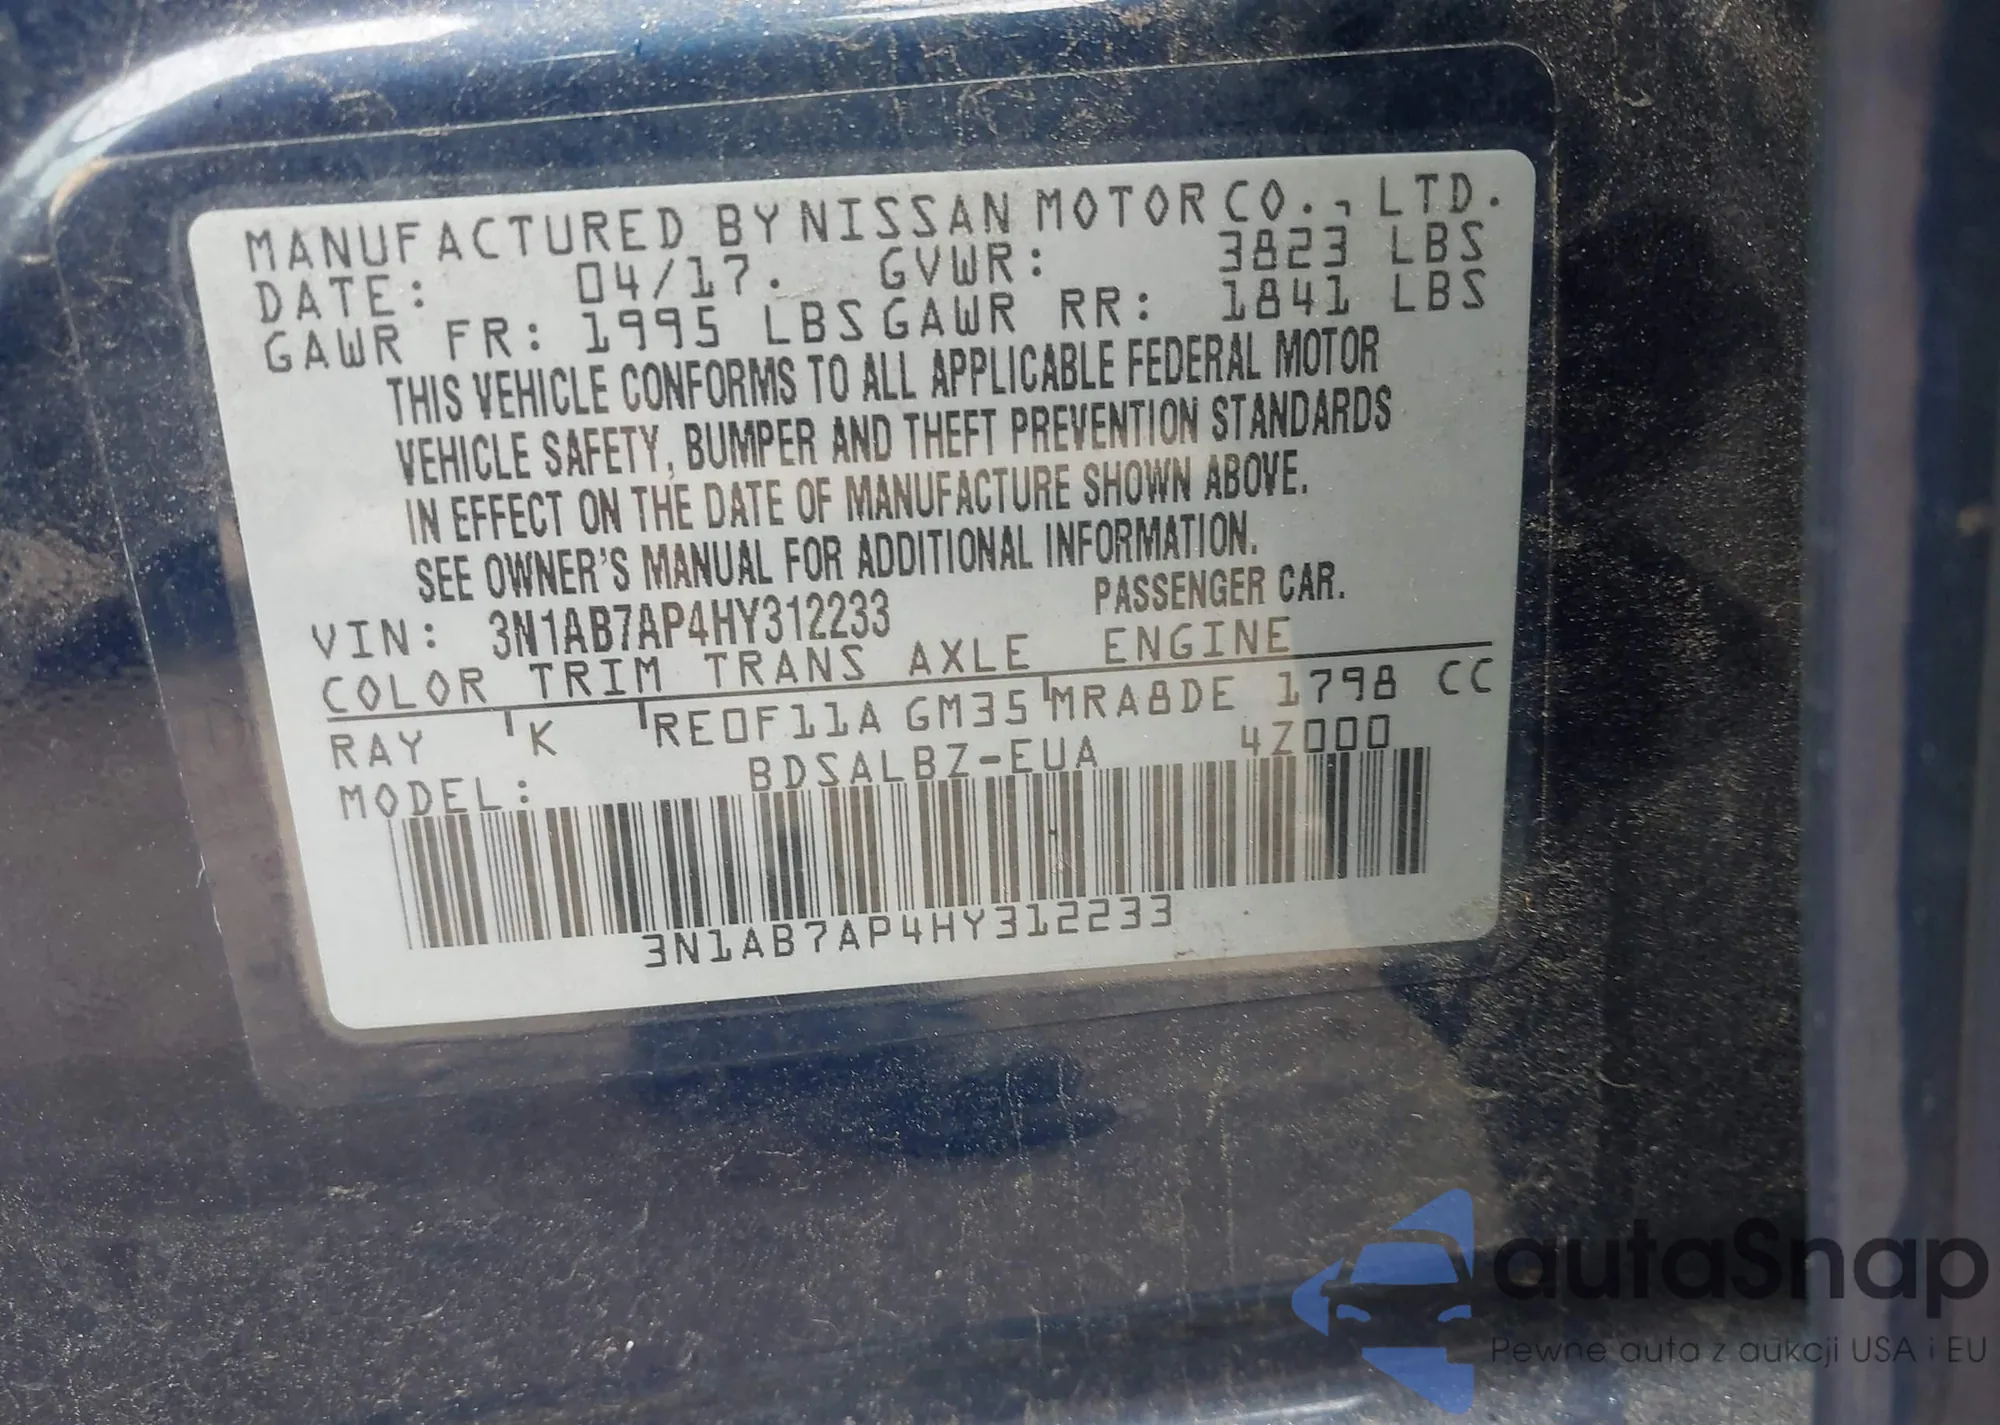 MANUFACTURED BY NISSAN MOTOR CO., LTD.
DATE: 04/17. GVWR: 3823 LBS
GAWR FR: 1995 LBS GAWR RR: 1841 LBS
THIS VEHICLE CONFORMS TO ALL APPLICABLE FEDERAL MOTOR
VEHICLE SAFETY, BUMPER AND THEFT PREVENTION STANDARDS
IN EFFECT ON THE DATE OF MANUFACTURE SHOWN ABOVE.
SEE OWNER'S MANUAL FOR ADDITIONAL INFORMATION.
VIN: 3N1AB7AP4HY312233 PASSENGER CAR.
COLOR TRIM TRANS AXLE ENGINE
RAY K RE0F11A GM35 MRA8DE 1798 CC
MODEL: BDSALBZ-EUA 4Z000
3N1AB7AP4HY312233
autaSnap
Pewne auta z aukcji USA i EU